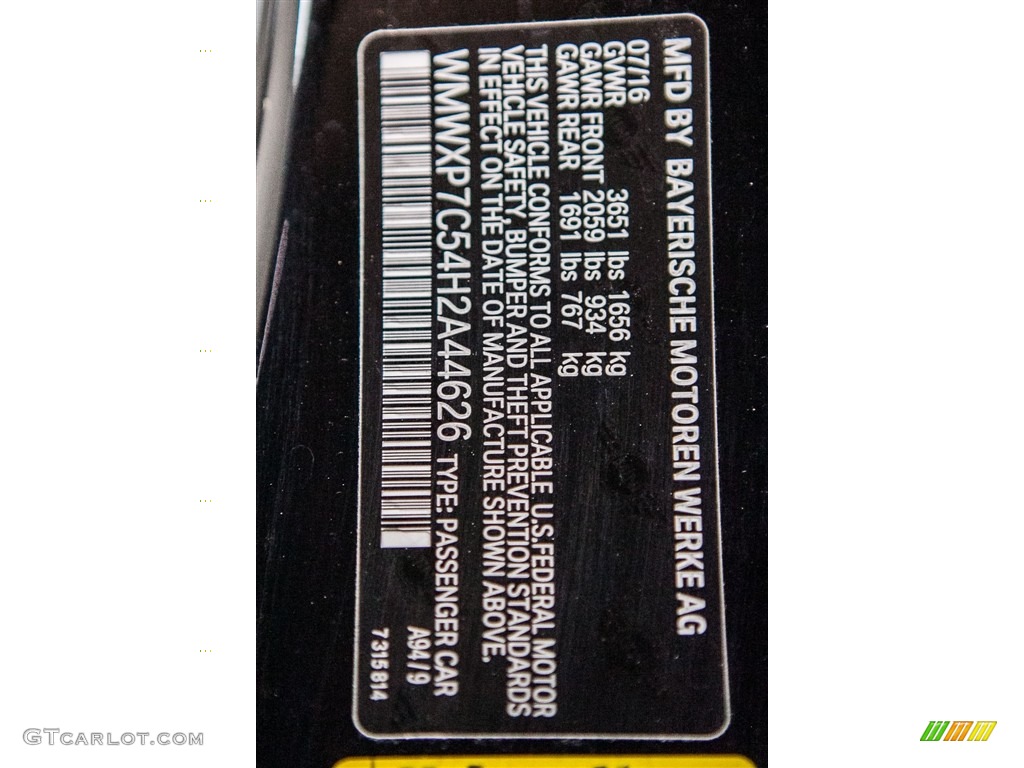 MFD BY BAYERISCHE MOTOREN WERKE AG
07/16
GVWR 3651 lbs 1656 kg
GAWR FRONT 2059 lbs 934 kg
GAWR REAR 1691 lbs 767 kg
THIS VEHICLE CONFORMS TO ALL APPLICABLE U.S.FEDERAL MOTOR
VEHICLE SAFETY, BUMPER AND THEFT PREVENTION STANDARDS
IN EFFECT ON THE DATE OF MANUFACTURE SHOWN ABOVE.
WMWXP7C54H2A44626 TYPE: PASSENGER CAR
A94/9
7315814
GTCARLOT.COM